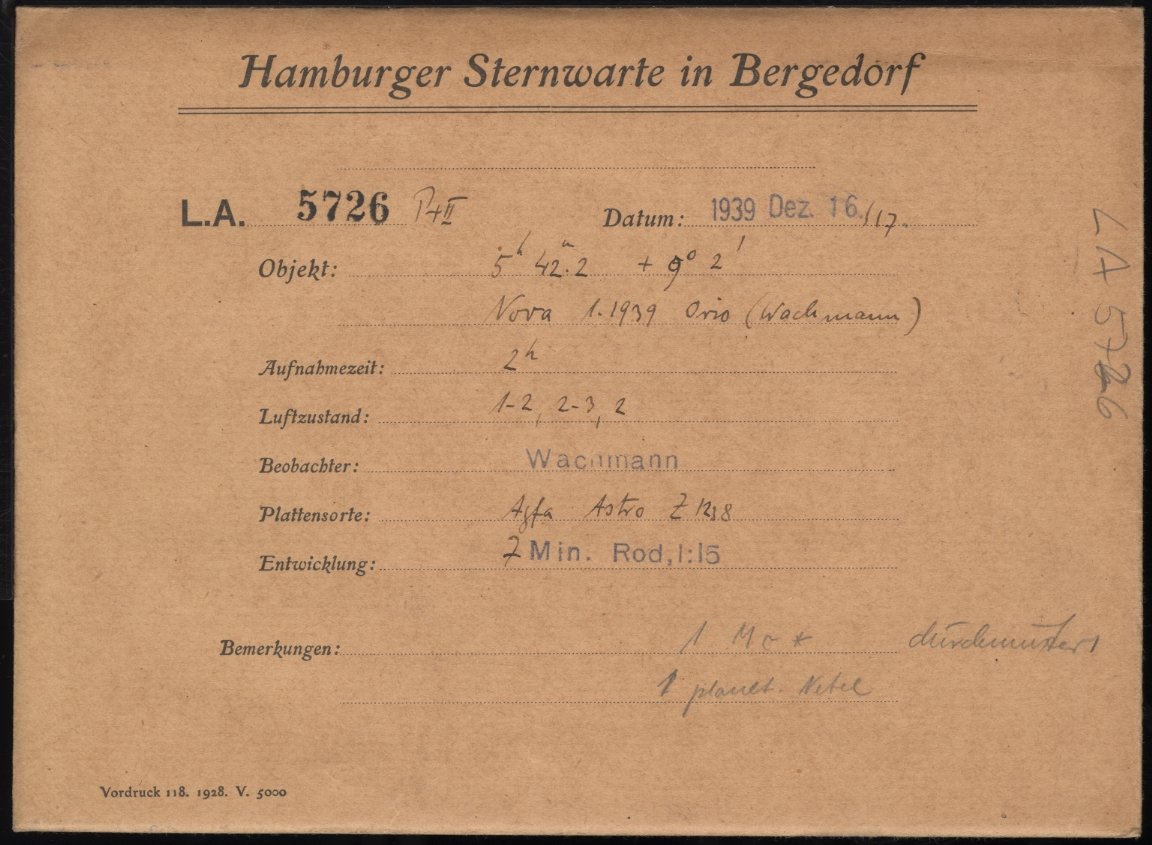 Hamburger Sternwarte in Bergedorf
L.A. 5726 P+II Datum: 1939 Dez. 16./17.
Objekt: 5h 42m.2 + 9° 2'
Nova 1.1939 Orio (Wachmann)
Aufnahmezeit: 2h
Luftzustand: 1-2, 2-3, 2
Beobachter: Wachmann
Plattensorte: Agfa Astro Z
Entwicklung: 7 Min. Rod, 1:15
Bemerkungen: 1 Mc * durchmustert
1 planet. Nebel
Vordruck 118. 1928. V. 5000
LA 5726